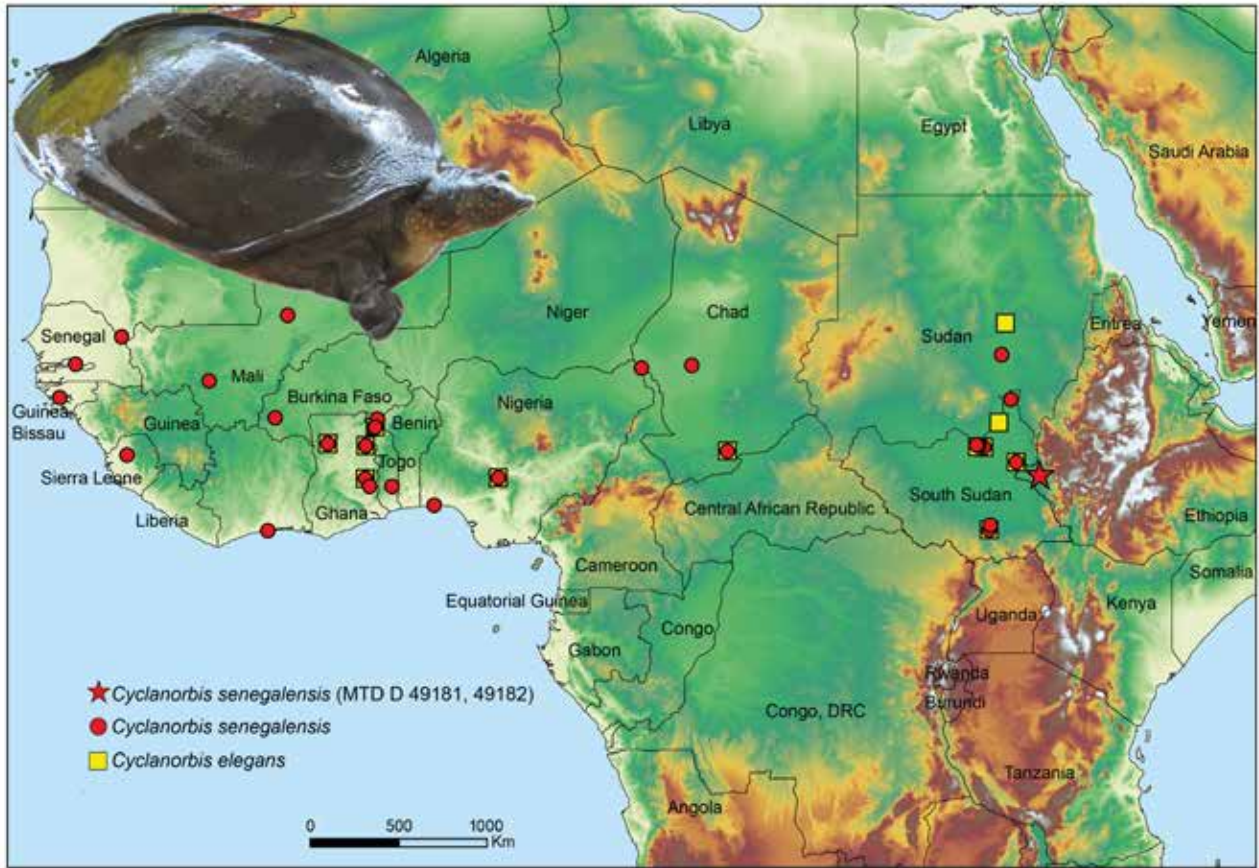 Algeria
Libya
Egypt
Saudi Arabia
Niger
Chad
Sudan
Eritrea
Yemen
Senegal
Mali
Burkina Faso
Guinea
Bissau
Guinea
Benin
Nigeria
Togo
Sierra Leone
Liberia
Ghana
Central African Republic
South Sudan
Ethiopia
Cameroon
Somalia
Equatorial Guinea
Uganda
Kenya
Congo
Gabon
Rwanda
Burundi
Congo, DRC
Tanzania
Angola
Cyclanorbis senegalensis (MTD D 49181, 49182)
Cyclanorbis senegalensis
Cyclanorbis elegans
0 500 1000
Km